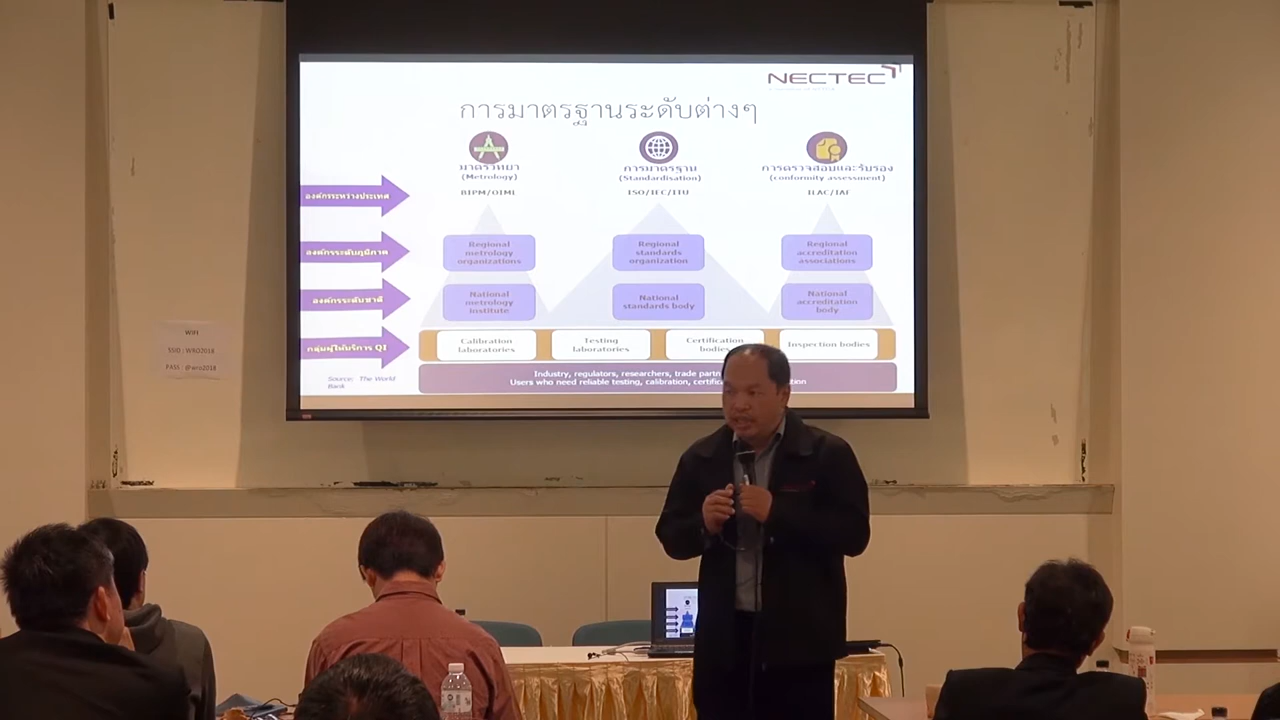 NECTEC
การมาตรฐานระดับต่างๆ
มาตรวิทยา
(Metrology)
การมาตรฐาน
(Standardisation)
การตรวจสอบและรับรอง
(conformity assessment)
องค์กรระหว่างประเทศ
BIPM/OIML
ISO/IEC/ITU
ILAC/IAF
องค์กรระดับภูมิภาค
Regional
metrology
organizations
Regional
standards
organization
Regional
accreditation
associations
องค์กรระดับชาติ
National
metrology
institute
National
standards body
National
accreditation
body
กลุ่มผู้ให้บริการ QI
Calibration
laboratories
Testing
laboratories
Certification
bodies
Inspection bodies
Source: The World
Bank
Industry, regulators, researchers, trade
Users who need reliable testing, calibration,
WIFI
SSID : WRO2018
PASS : @wro2018